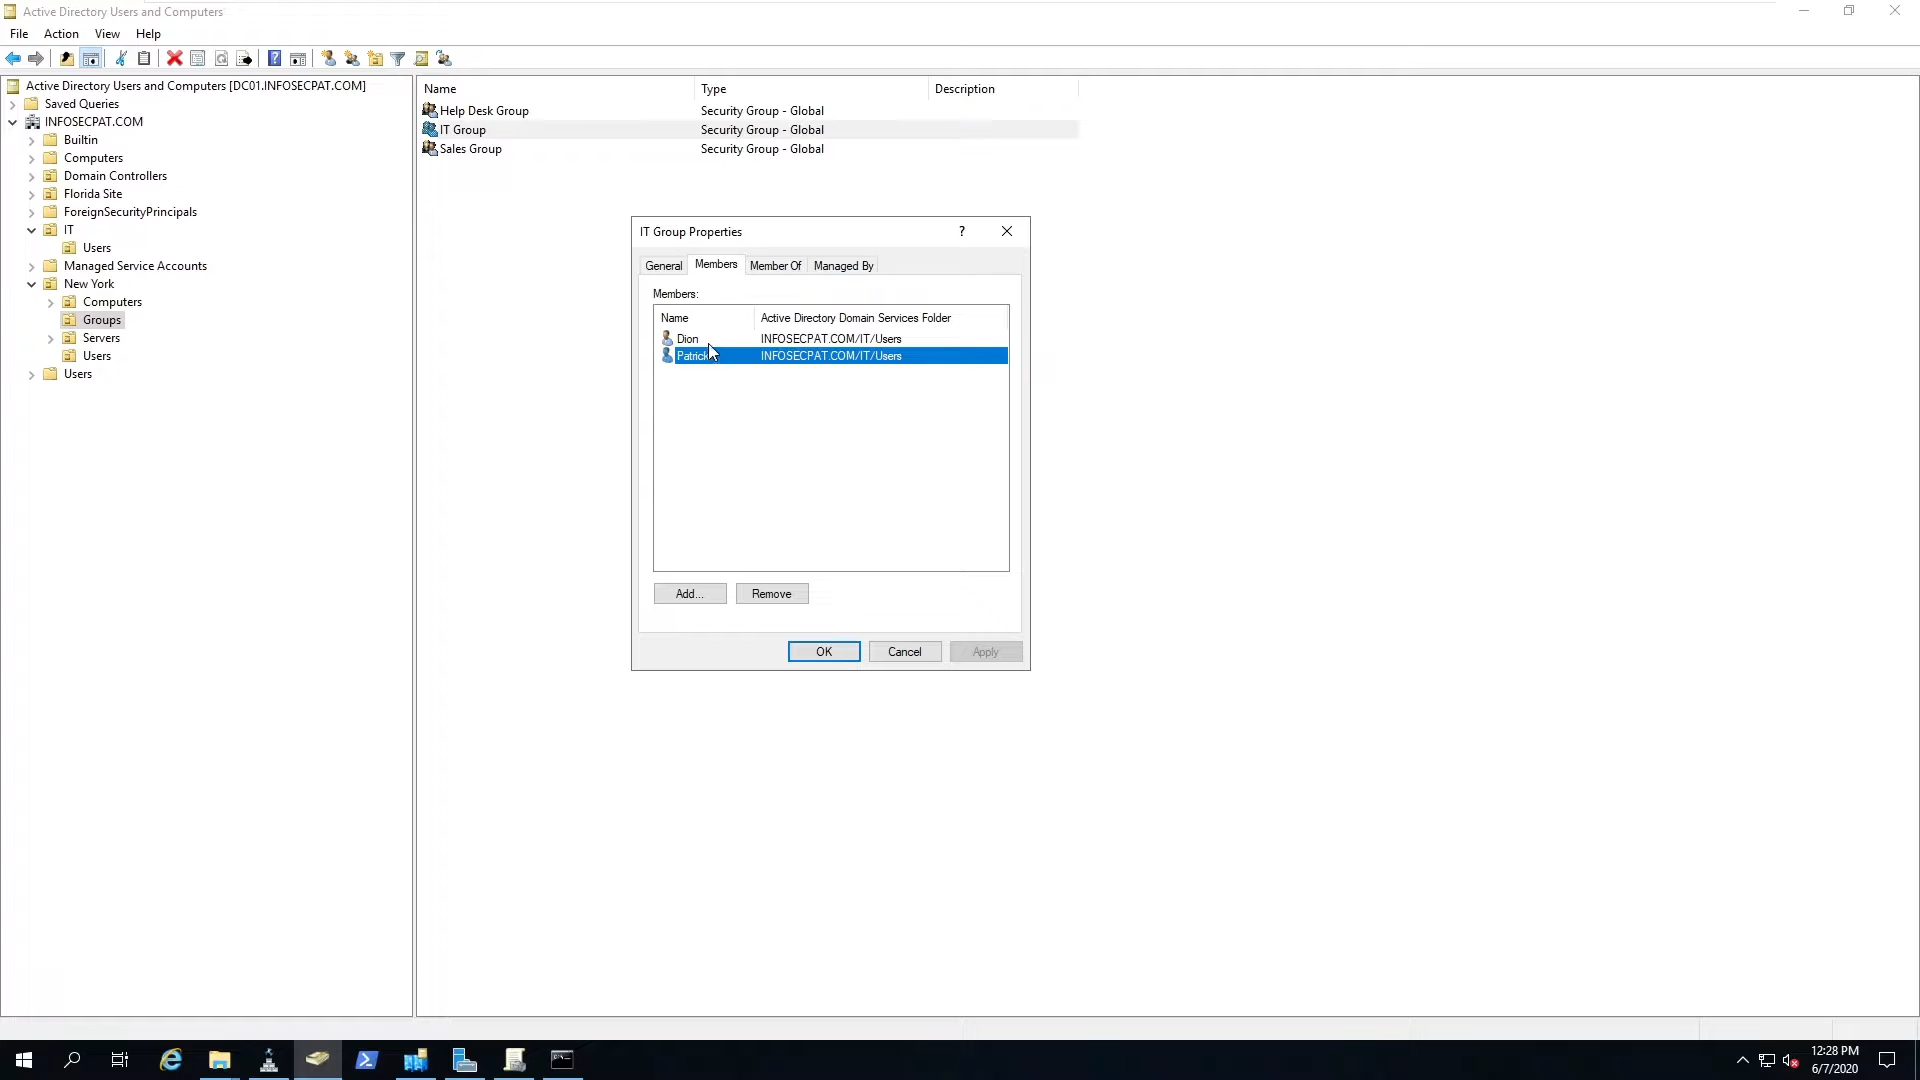 Active Directory Users and Computers
File Action View Help
Active Directory Users and Computers [DC01.INFOSECPAT.COM]
Saved Queries
INFOSECPAT.COM
Builtin
Computers
Domain Controllers
Florida Site
ForeignSecurityPrincipals
IT
Users
Managed Service Accounts
New York
Computers
Groups
Servers
Users
Users
Name Type Description
Help Desk Group Security Group - Global
IT Group Security Group - Global
Sales Group Security Group - Global
IT Group Properties
General Members Member Of Managed By
Members:
Name Active Directory Domain Services Folder
Dion INFOSECPAT.COM/IT/Users
Patrick INFOSECPAT.COM/IT/Users
Add... Remove
OK Cancel Apply
12:28 PM
6/7/2020